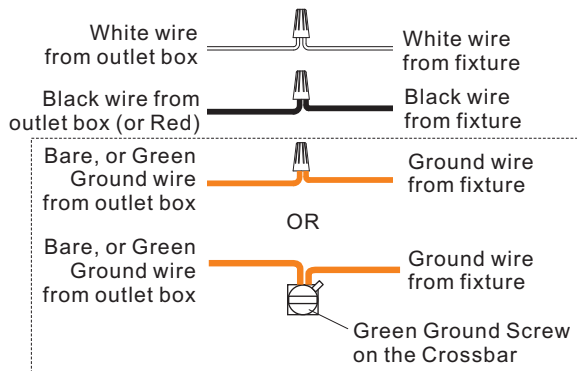 White wire
from outlet box
White wire
from fixture
Black wire from
outlet box (or Red)
Black wire
from fixture
Bare, or Green
Ground wire
from outlet box
Ground wire
from fixture
OR
Bare, or Green
Ground wire
from outlet box
Ground wire
from fixture
Green Ground Screw
on the Crossbar